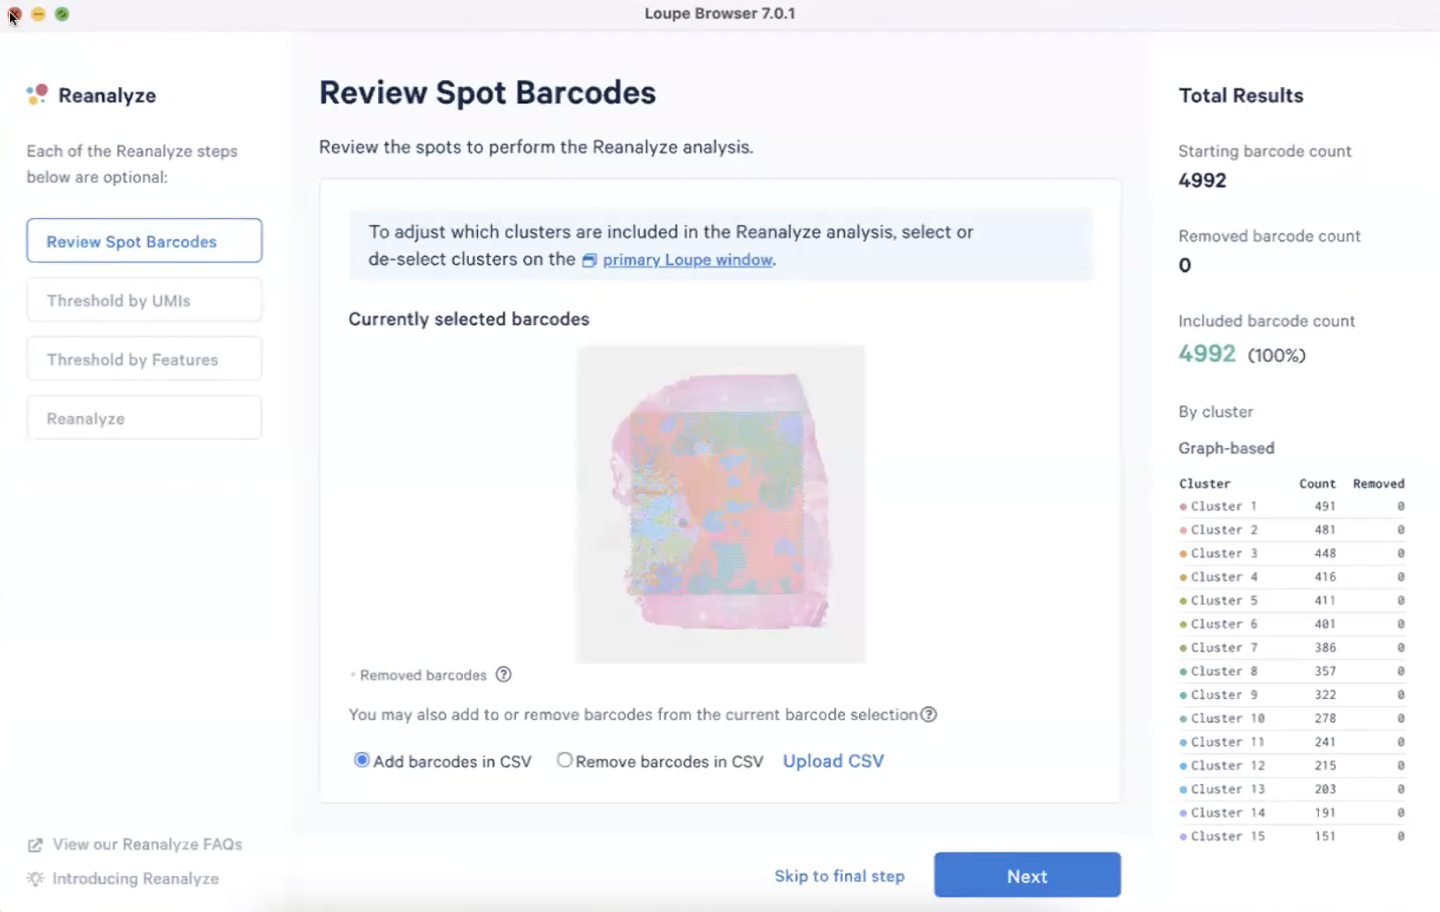 Loupe Browser 7.0.1
Reanalyze
Each of the Reanalyze steps
below are optional:
Review Spot Barcodes
Threshold by UMIs
Threshold by Features
Reanalyze
View our Reanalyze FAQs
Introducing Reanalyze
Review Spot Barcodes
Review the spots to perform the Reanalyze analysis.
To adjust which clusters are included in the Reanalyze analysis, select or
de-select clusters on the primary Loupe window.
Currently selected barcodes
Removed barcodes ?
You may also add to or remove barcodes from the current barcode selection ?
Add barcodes in CSV Remove barcodes in CSV Upload CSV
Skip to final step Next
Total Results
Starting barcode count
4992
Removed barcode count
0
Included barcode count
4992 (100%)
By cluster
Graph-based
Cluster Count Removed
Cluster 1 491 0
Cluster 2 481 0
Cluster 3 448 0
Cluster 4 416 0
Cluster 5 411 0
Cluster 6 401 0
Cluster 7 386 0
Cluster 8 357 0
Cluster 9 322 0
Cluster 10 278 0
Cluster 11 241 0
Cluster 12 215 0
Cluster 13 203 0
Cluster 14 191 0
Cluster 15 151 0